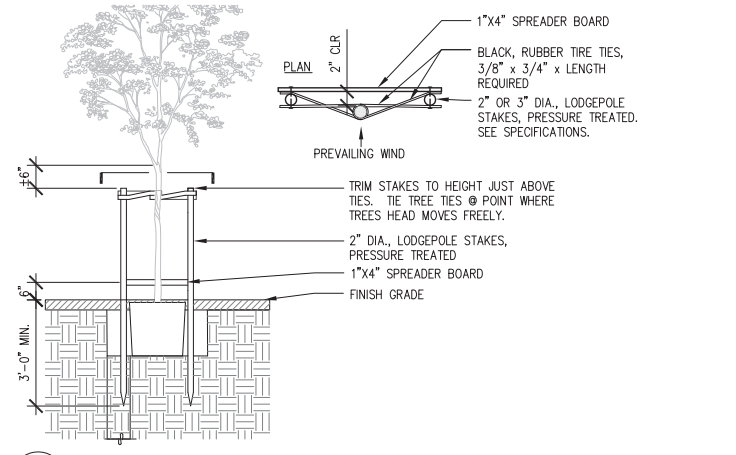 1"X4" SPREADER BOARD
PLAN
2" CLR
BLACK, RUBBER TIRE TIES,
3/8" x 3/4" x LENGTH
REQUIRED
2" OR 3" DIA., LODGEPOLE
STAKES, PRESSURE TREATED.
SEE SPECIFICATIONS.
PREVAILING WIND
±6"
TRIM STAKES TO HEIGHT JUST ABOVE
TIES. TIE TREE TIES @ POINT WHERE
TREES HEAD MOVES FREELY.
2" DIA., LODGEPOLE STAKES,
PRESSURE TREATED
1"X4" SPREADER BOARD
6"
FINISH GRADE
3'-0" MIN.